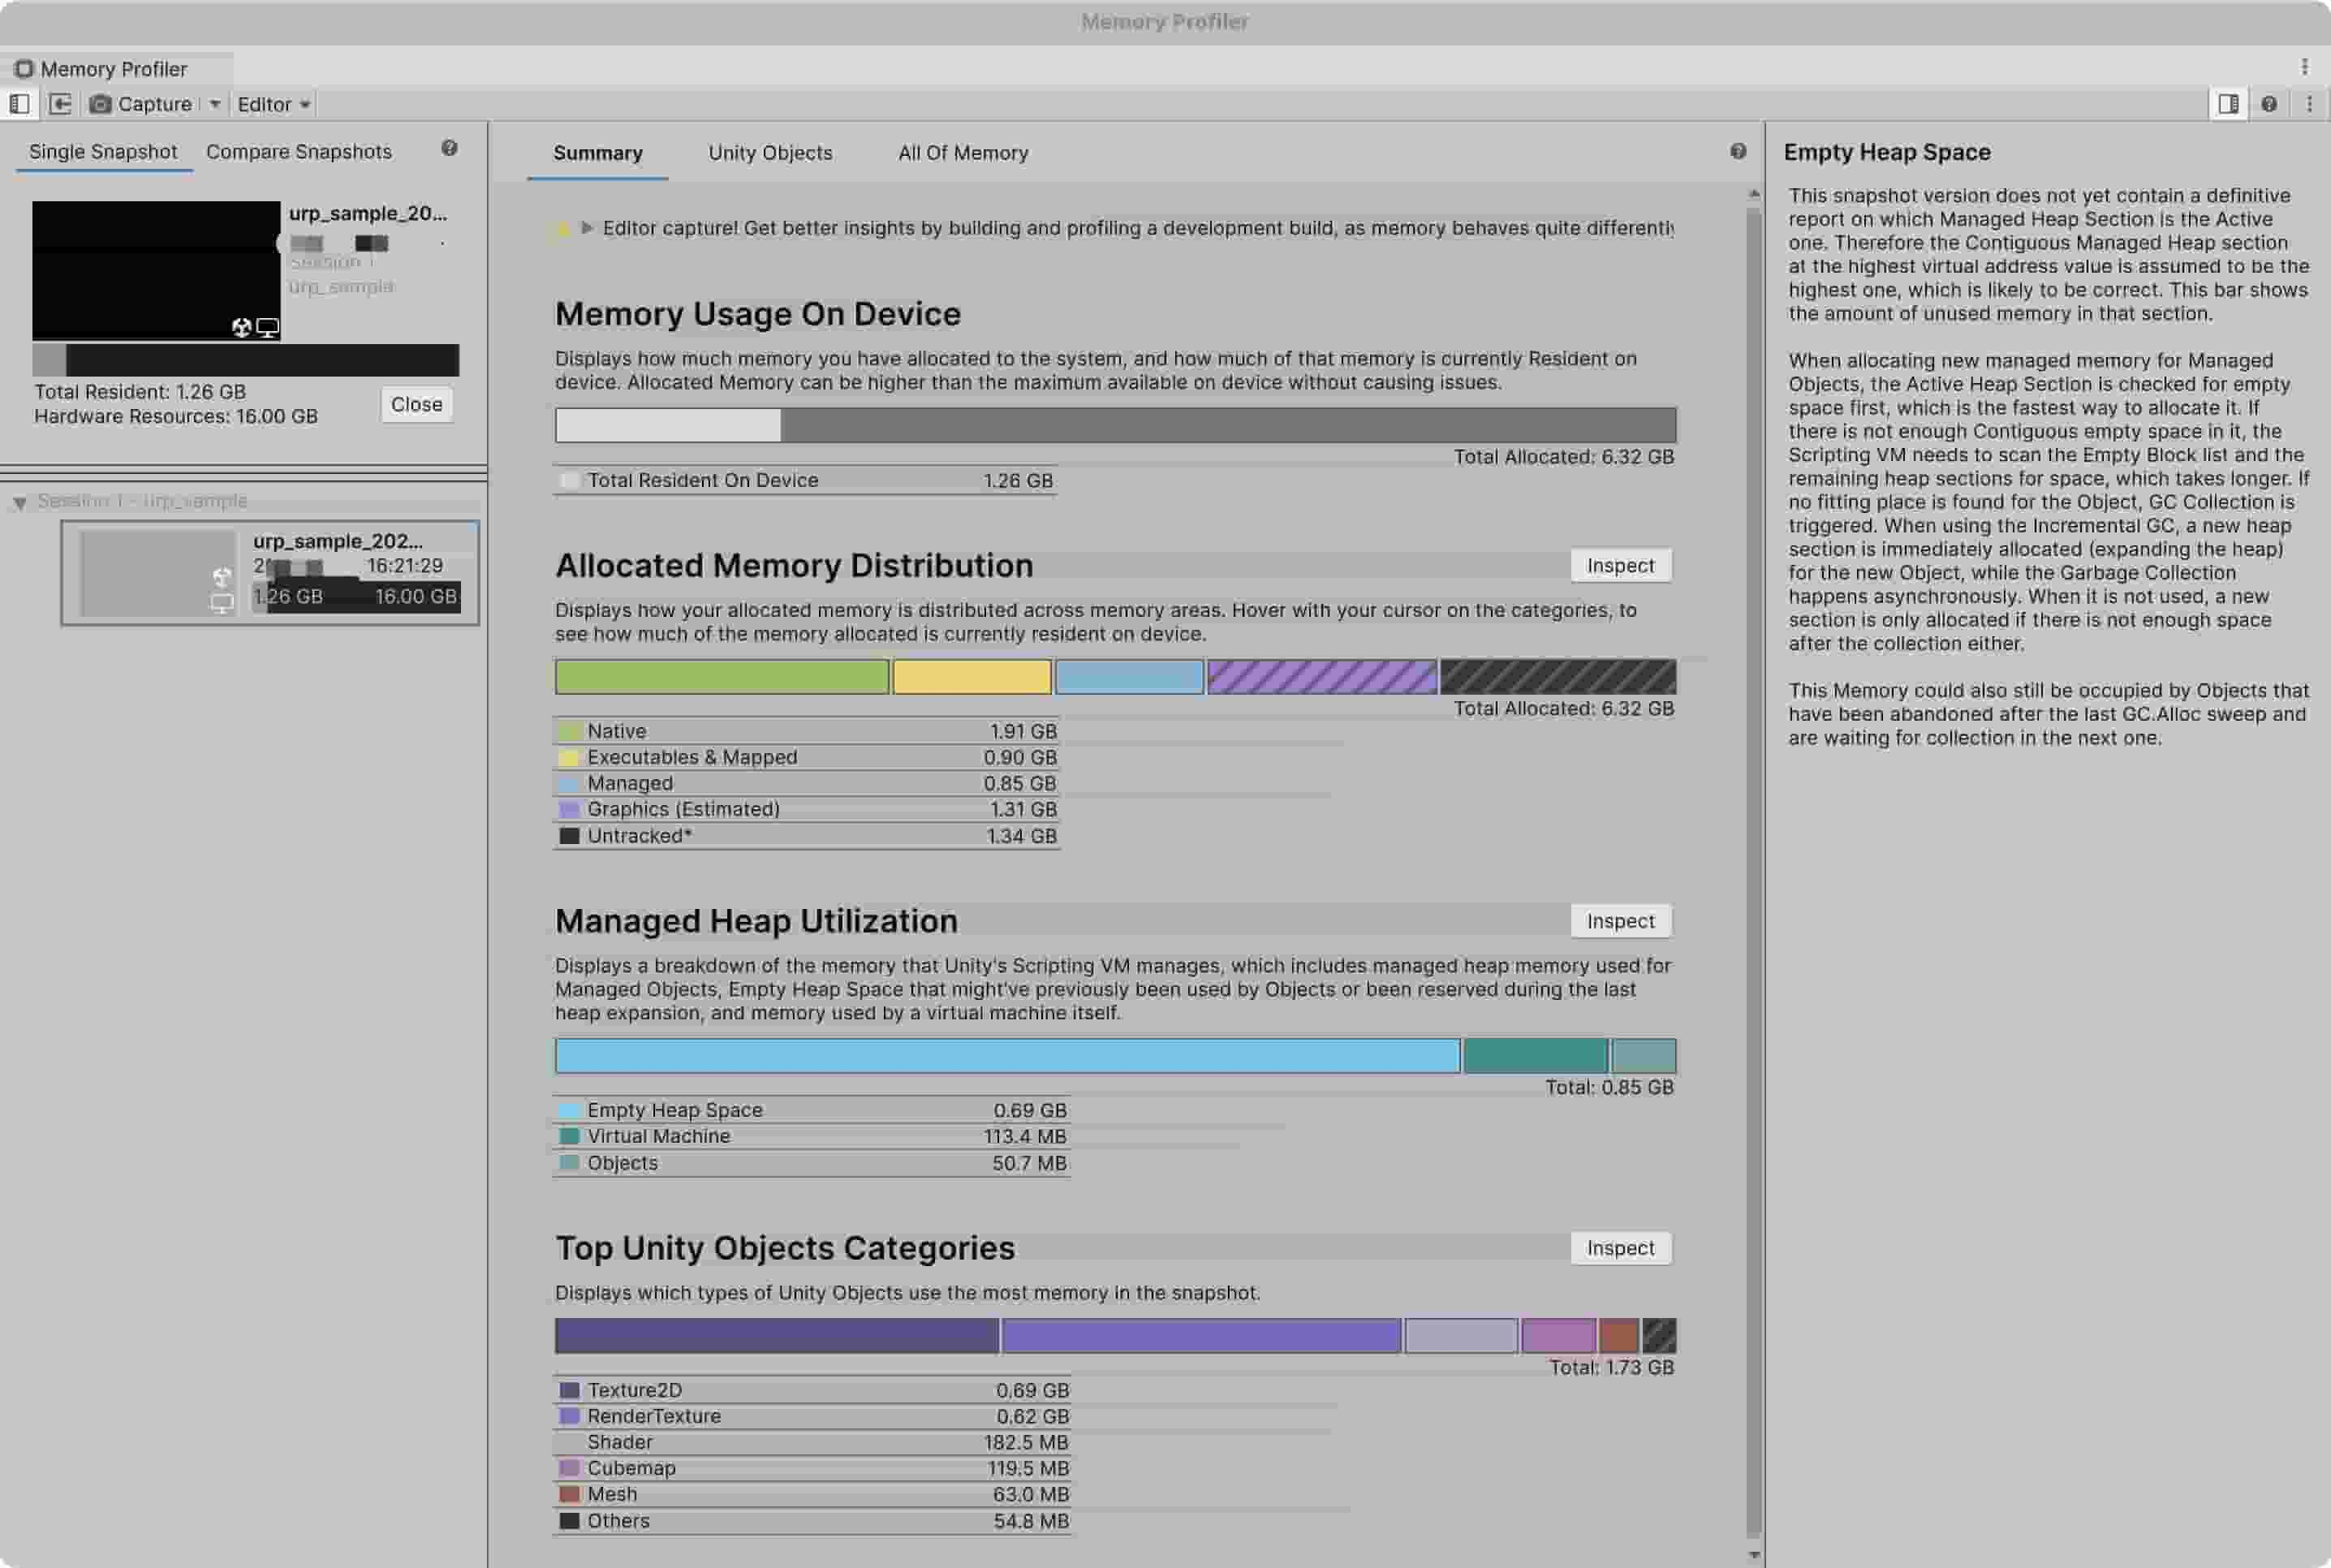 Memory Profiler
Memory Profiler
Capture
Editor
Single Snapshot
Compare Snapshots
urp_sample_20...
Session 1
urp_sample
Total Resident: 1.26 GB
Hardware Resources: 16.00 GB
Close
Session 1 - urp_sample
urp_sample_202...
16:21:29
1.26 GB
16.00 GB
Summary
Unity Objects
All Of Memory
Editor capture! Get better insights by building and profiling a development build, as memory behaves quite differently
Memory Usage On Device
Displays how much memory you have allocated to the system, and how much of that memory is currently Resident on
device. Allocated Memory can be higher than the maximum available on device without causing issues.
Total Allocated: 6.32 GB
Total Resident On Device 1.26 GB
Allocated Memory Distribution
Inspect
Displays how your allocated memory is distributed across memory areas. Hover with your cursor on the categories, to
see how much of the memory allocated is currently resident on device.
Total Allocated: 6.32 GB
Native 1.91 GB
Executables & Mapped 0.90 GB
Managed 0.85 GB
Graphics (Estimated) 1.31 GB
Untracked* 1.34 GB
Managed Heap Utilization
Inspect
Displays a breakdown of the memory that Unity's Scripting VM manages, which includes managed heap memory used for
Managed Objects, Empty Heap Space that might've previously been used by Objects or been reserved during the last
heap expansion, and memory used by a virtual machine itself.
Total: 0.85 GB
Empty Heap Space 0.69 GB
Virtual Machine 113.4 MB
Objects 50.7 MB
Top Unity Objects Categories
Inspect
Displays which types of Unity Objects use the most memory in the snapshot.
Total: 1.73 GB
Texture2D 0.69 GB
RenderTexture 0.62 GB
Shader 182.5 MB
Cubemap 119.5 MB
Mesh 63.0 MB
Others 54.8 MB
Empty Heap Space
This snapshot version does not yet contain a definitive
report on which Managed Heap Section is the Active
one. Therefore the Contiguous Managed Heap section
at the highest virtual address value is assumed to be the
highest one, which is likely to be correct. This bar shows
the amount of unused memory in that section.
When allocating new managed memory for Managed
Objects, the Active Heap Section is checked for empty
space first, which is the fastest way to allocate it. If
there is not enough Contiguous empty space in it, the
Scripting VM needs to scan the Empty Block list and the
remaining heap sections for space, which takes longer. If
no fitting place is found for the Object, GC Collection is
triggered. When using the Incremental GC, a new heap
section is immediately allocated (expanding the heap)
for the new Object, while the Garbage Collection
happens asynchronously. When it is not used, a new
section is only allocated if there is not enough space
after the collection either.
This Memory could also still be occupied by Objects that
have been abandoned after the last GC.Alloc sweep and
are waiting for collection in the next one.